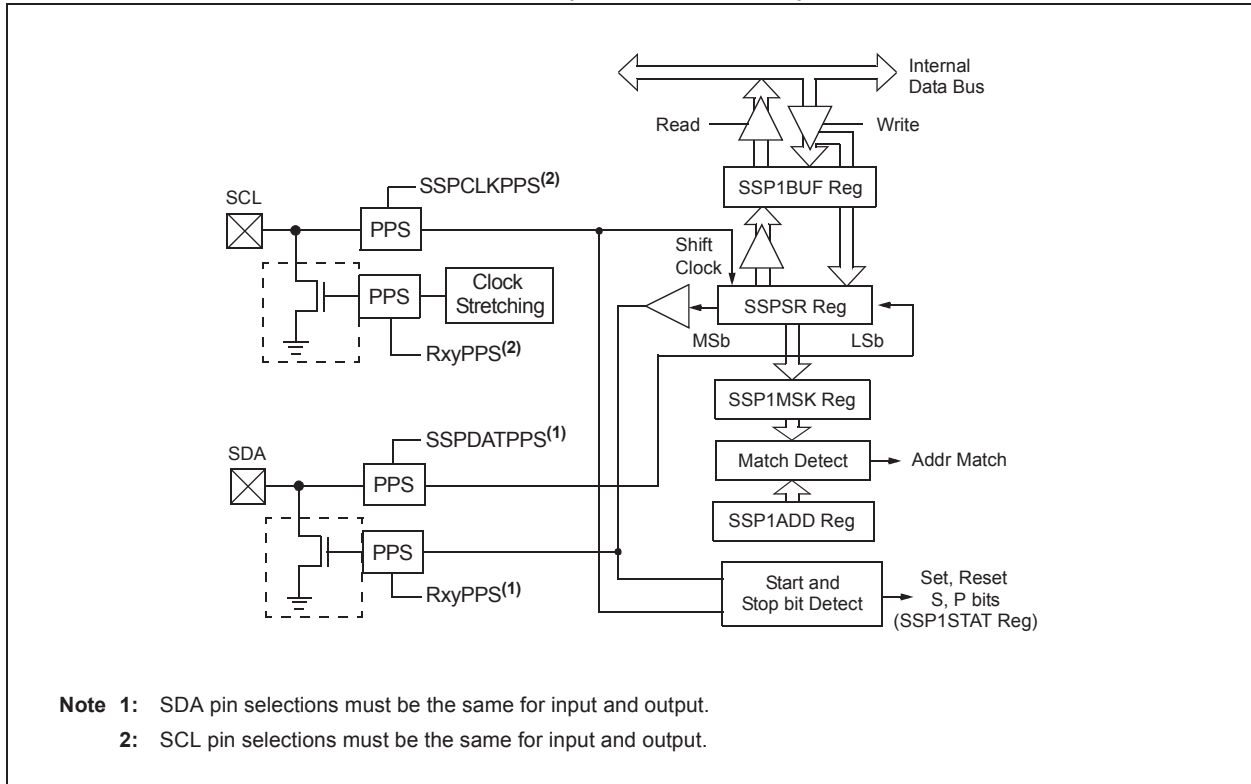 Internal
Data Bus
Read
Write
SSP1BUF Reg
SSPCLKPPS(2)
SCL
PPS
Shift
Clock
PPS
Clock
Stretching
SSPSR Reg
MSb
LSb
RxyPPS(2)
SSP1MSK Reg
SSPDATPPS(1)
SDA
Match Detect
Addr Match
PPS
SSP1ADD Reg
PPS
Start and
Stop bit Detect
Set, Reset
S, P bits
(SSP1STAT Reg)
RxyPPS(1)
Note 1: SDA pin selections must be the same for input and output.
2: SCL pin selections must be the same for input and output.